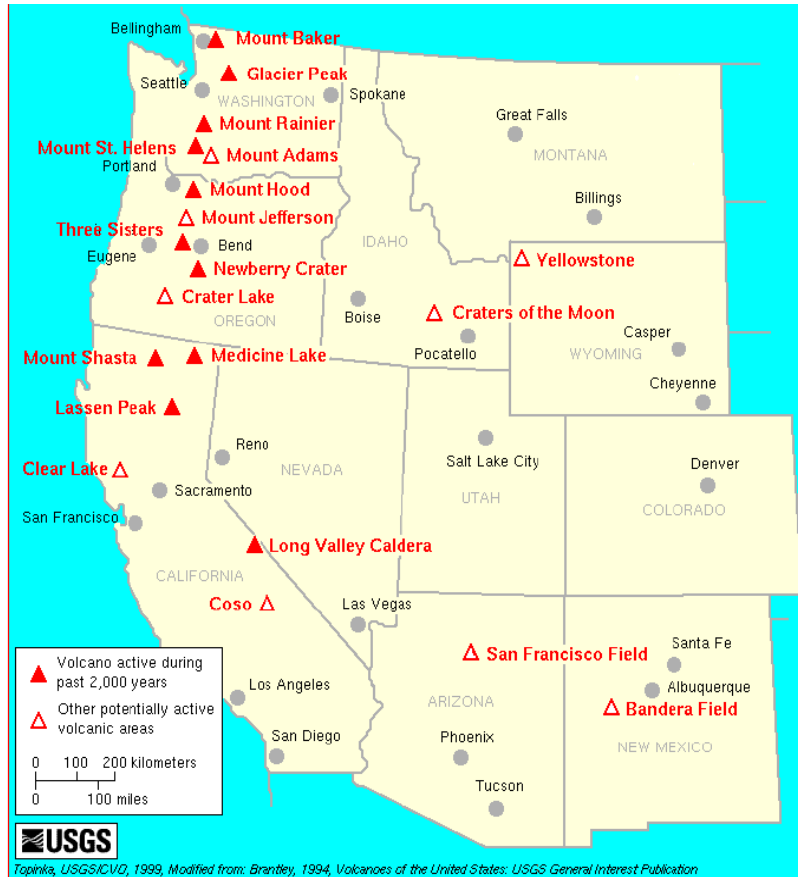 Bellingham
Mount Baker
Glacier Peak
Seattle
WASHINGTON
Spokane
Great Falls
Mount Rainier
Mount St. Helens
Mount Adams
MONTANA
Portland
Mount Hood
Billings
Mount Jefferson
Three Sisters
IDAHO
Eugene
Bend
Yellowstone
Newberry Crater
Crater Lake
Boise
Craters of the Moon
OREGON
Casper
Mount Shasta
Medicine Lake
Pocatello
WYOMING
Cheyenne
Lassen Peak
Reno
Clear Lake
NEVADA
Salt Lake City
Denver
Sacramento
UTAH
COLORADO
San Francisco
Long Valley Caldera
CALIFORNIA
Coso
Las Vegas
San Francisco Field
Santa Fe
Los Angeles
Albuquerque
ARIZONA
Bandera Field
San Diego
Phoenix
NEW MEXICO
Tucson
Volcano active during
past 2,000 years
Other potentially active
volcanic areas
0 100 200 kilometers
0 100 miles
USGS
Topinka, USGS/CVO, 1999, Modified from: Brantley, 1994, Volcanoes of the United States: USGS General Interest Publication